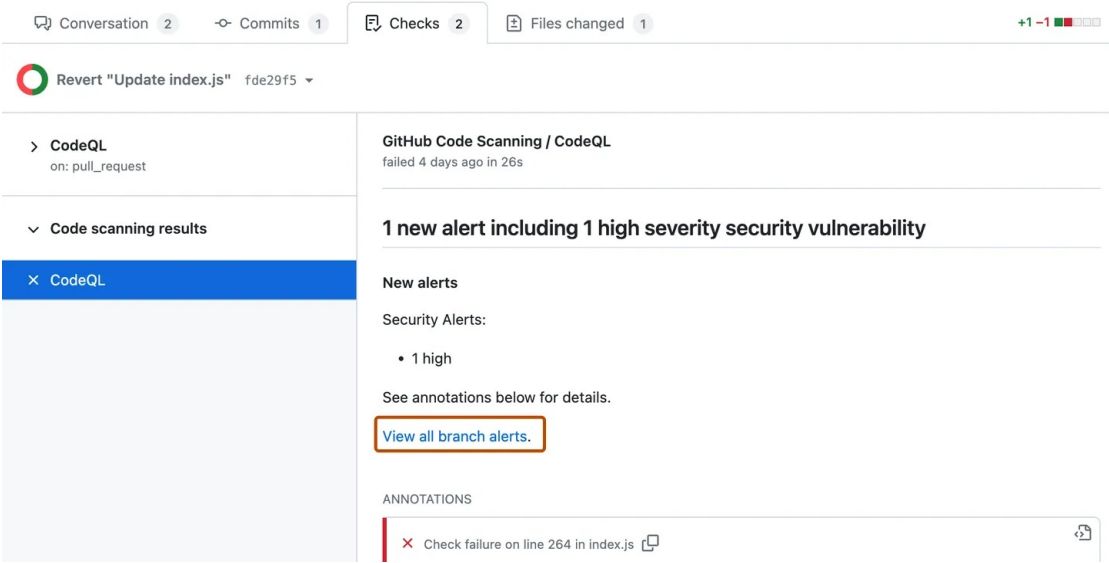 Conversation 2 Commits 1 Checks 2 Files changed 1 +1 −1
Revert "Update index.js" fde29f5
CodeQL
on: pull_request
Code scanning results
CodeQL
GitHub Code Scanning / CodeQL
failed 4 days ago in 26s
1 new alert including 1 high severity security vulnerability
New alerts
Security Alerts:
• 1 high
See annotations below for details.
View all branch alerts.
ANNOTATIONS
Check failure on line 264 in index.js